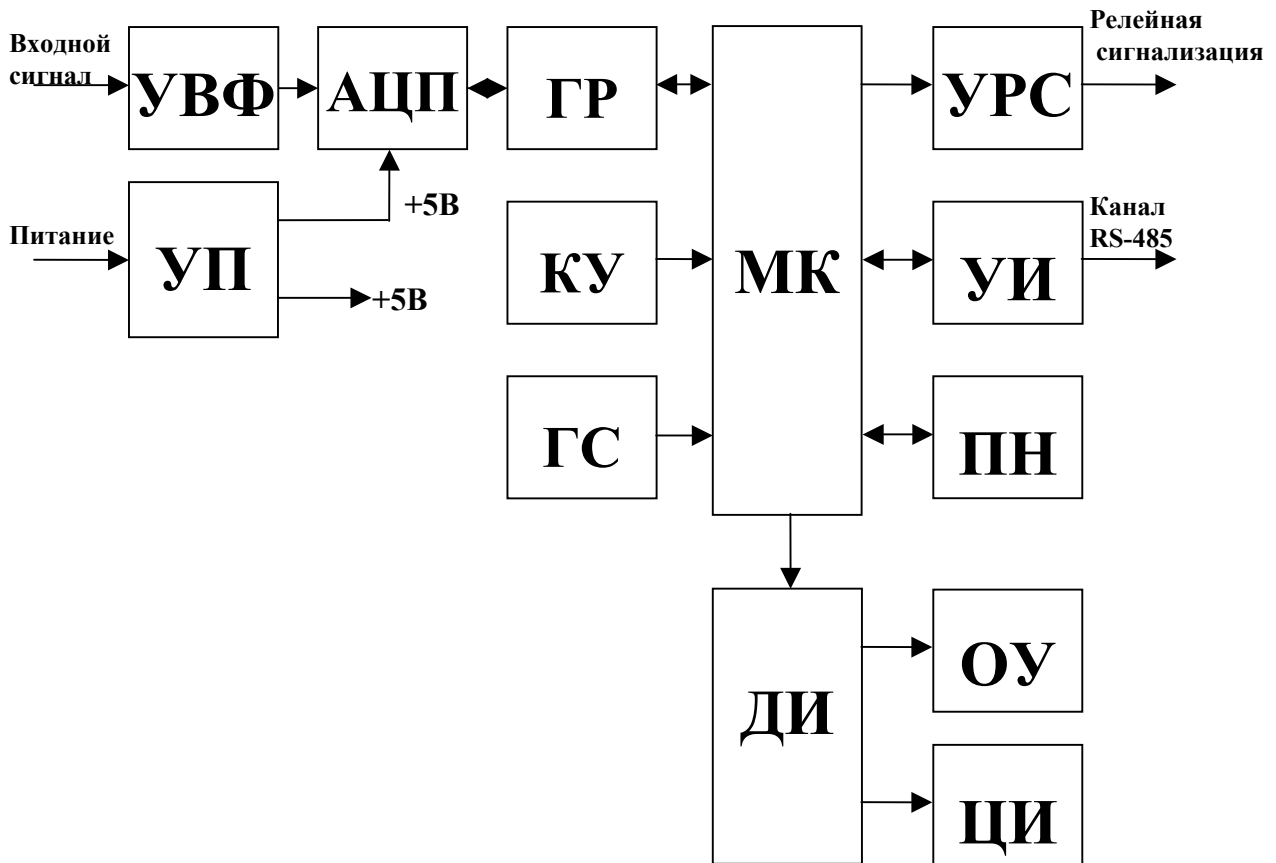 Входной
сигнал
УВФ
АЦП
ГР
УРС
Релейная
сигнализация
Питание
УП
+5В
+5В
КУ
МК
УИ
Канал
RS-485
ГС
ПН
ДИ
ОУ
ЦИ